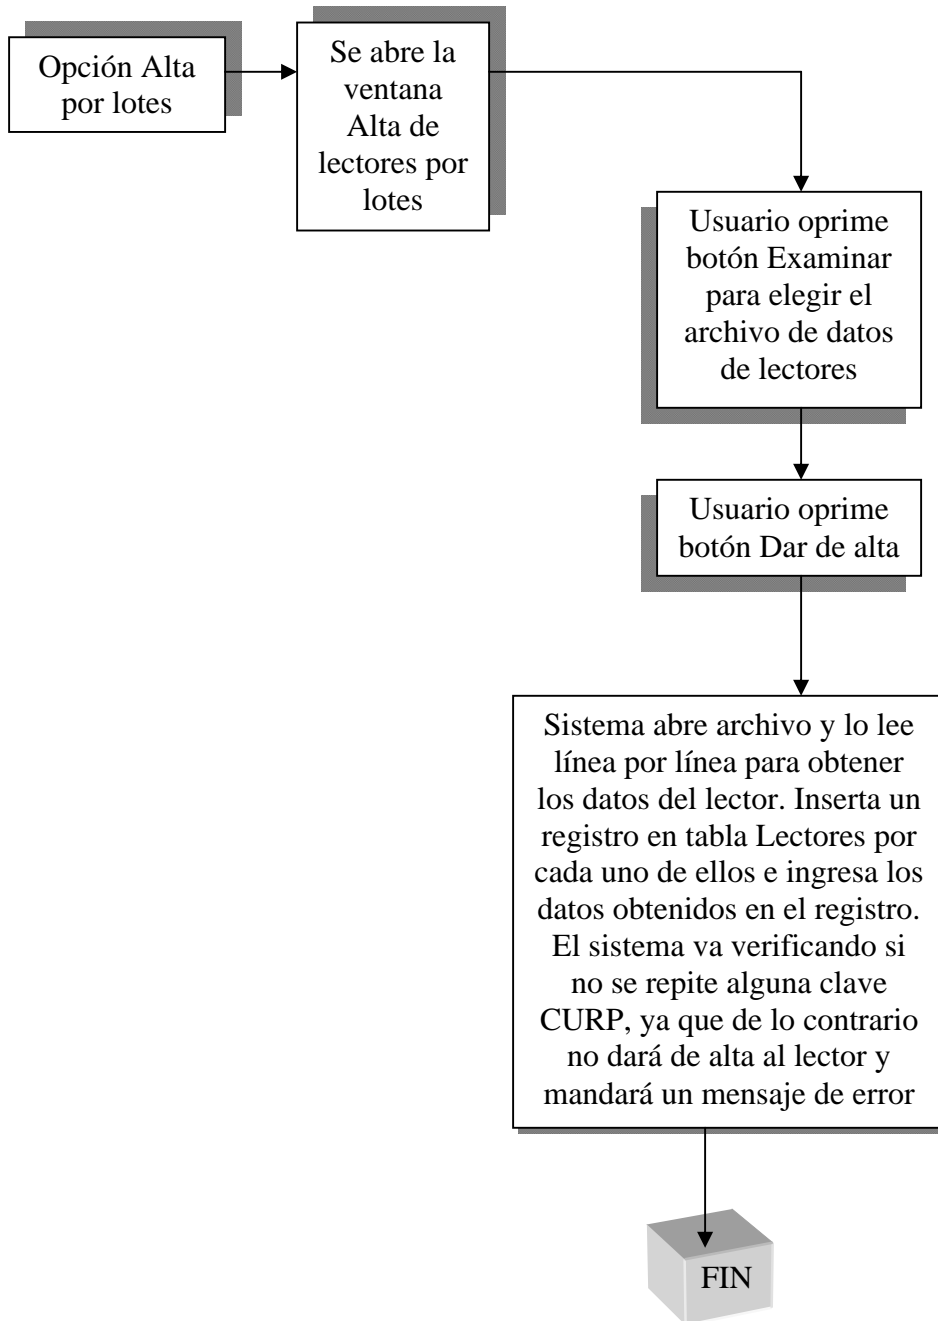 Opción Alta
por lotes
Se abre la
ventana
Alta de
lectores por
lotes
Usuario oprime
botón Examinar
para elegir el
archivo de datos
de lectores
Usuario oprime
botón Dar de alta
Sistema abre archivo y lo lee
línea por línea para obtener
los datos del lector. Inserta un
registro en tabla Lectores por
cada uno de ellos e ingresa los
datos obtenidos en el registro.
El sistema va verificando si
no se repite alguna clave
CURP, ya que de lo contrario
no dará de alta al lector y
mandará un mensaje de error
FIN